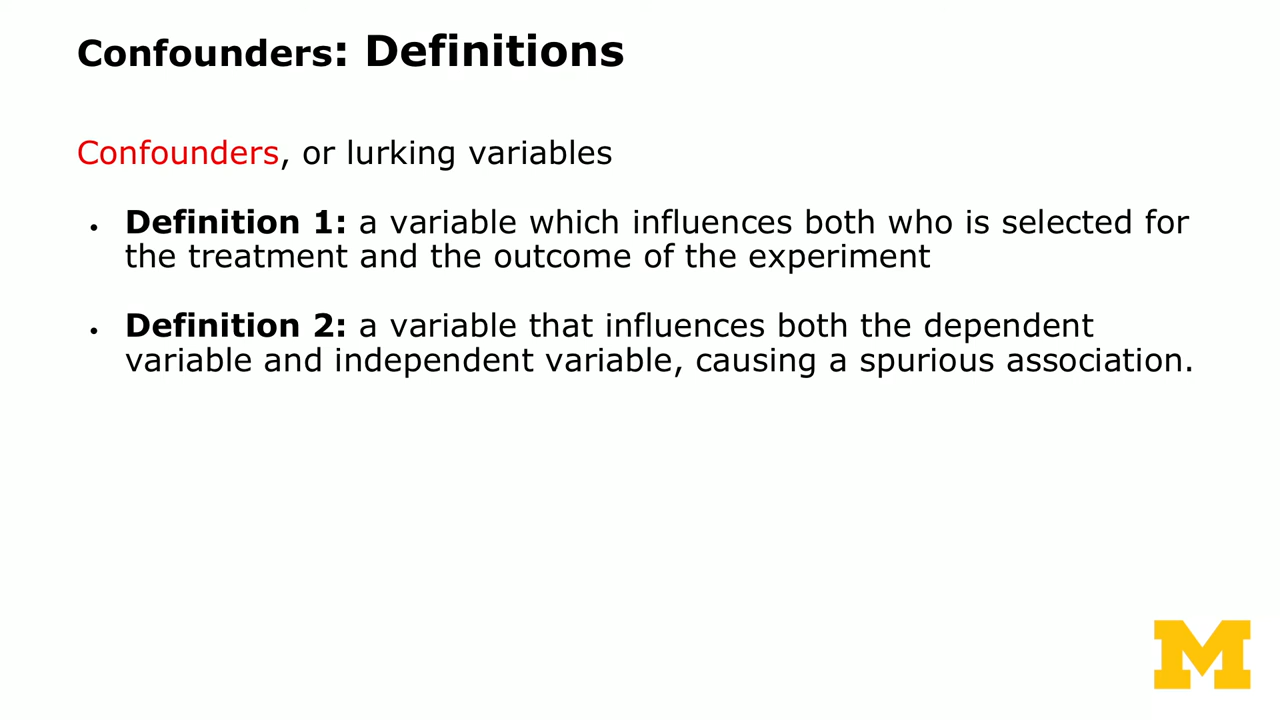 Confounders: Definitions
Confounders, or lurking variables
• Definition 1: a variable which influences both who is selected for
the treatment and the outcome of the experiment
• Definition 2: a variable that influences both the dependent
variable and independent variable, causing a spurious association.
M